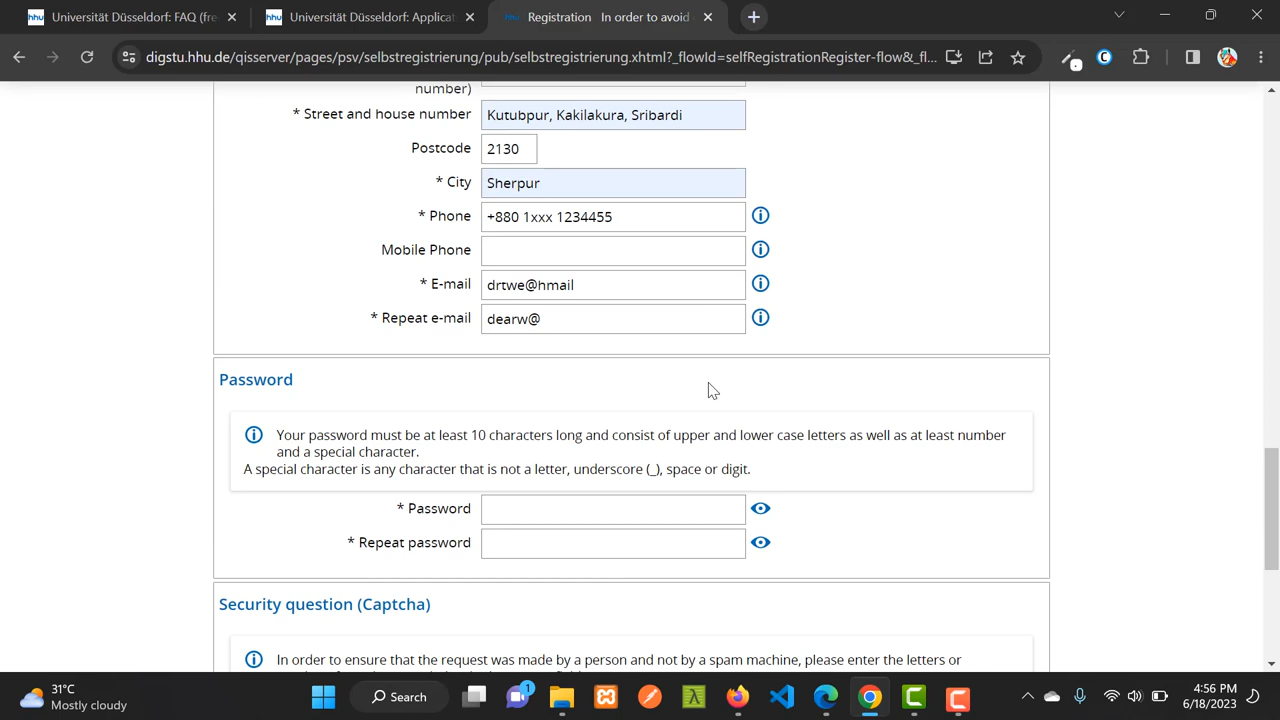 hhu Universität Düsseldorf: FAQ (fre
hhu Universität Düsseldorf: Applicat
hhu Registration In order to avoid
digstu.hhu.de/qisserver/pages/psv/selbstregistrierung/pub/selbstregistrierung.xhtml?_flowId=selfRegistrationRegister-flow&_fl...
number)
* Street and house number Kutubpur, Kakilakura, Sribardi
Postcode 2130
* City Sherpur
* Phone +880 1xxx 1234455
Mobile Phone
* E-mail drtwe@hmail
* Repeat e-mail dearw@
Password
Your password must be at least 10 characters long and consist of upper and lower case letters as well as at least number
and a special character.
A special character is any character that is not a letter, underscore (_), space or digit.
* Password
* Repeat password
Security question (Captcha)
In order to ensure that the request was made by a person and not by a spam machine, please enter the letters or
31°C
Mostly cloudy
Search
1
4:56 PM
6/18/2023